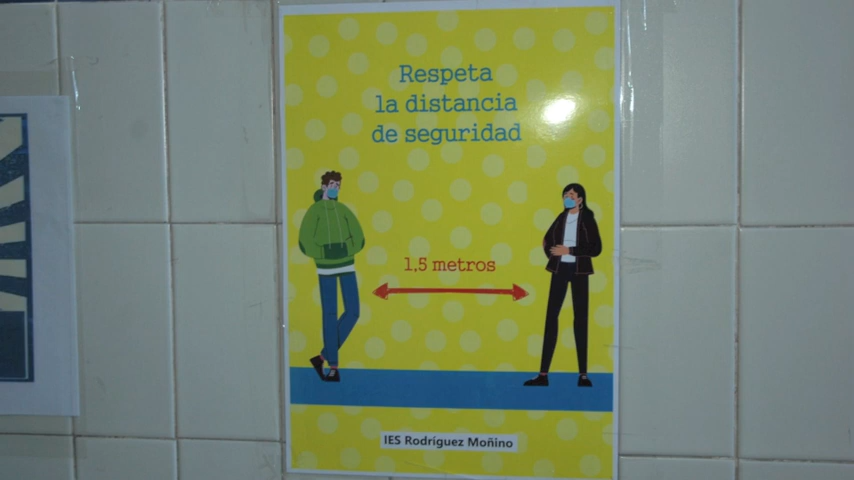 Respeta
la distancia
de seguridad
1,5 metros
IES Rodríguez Moñino